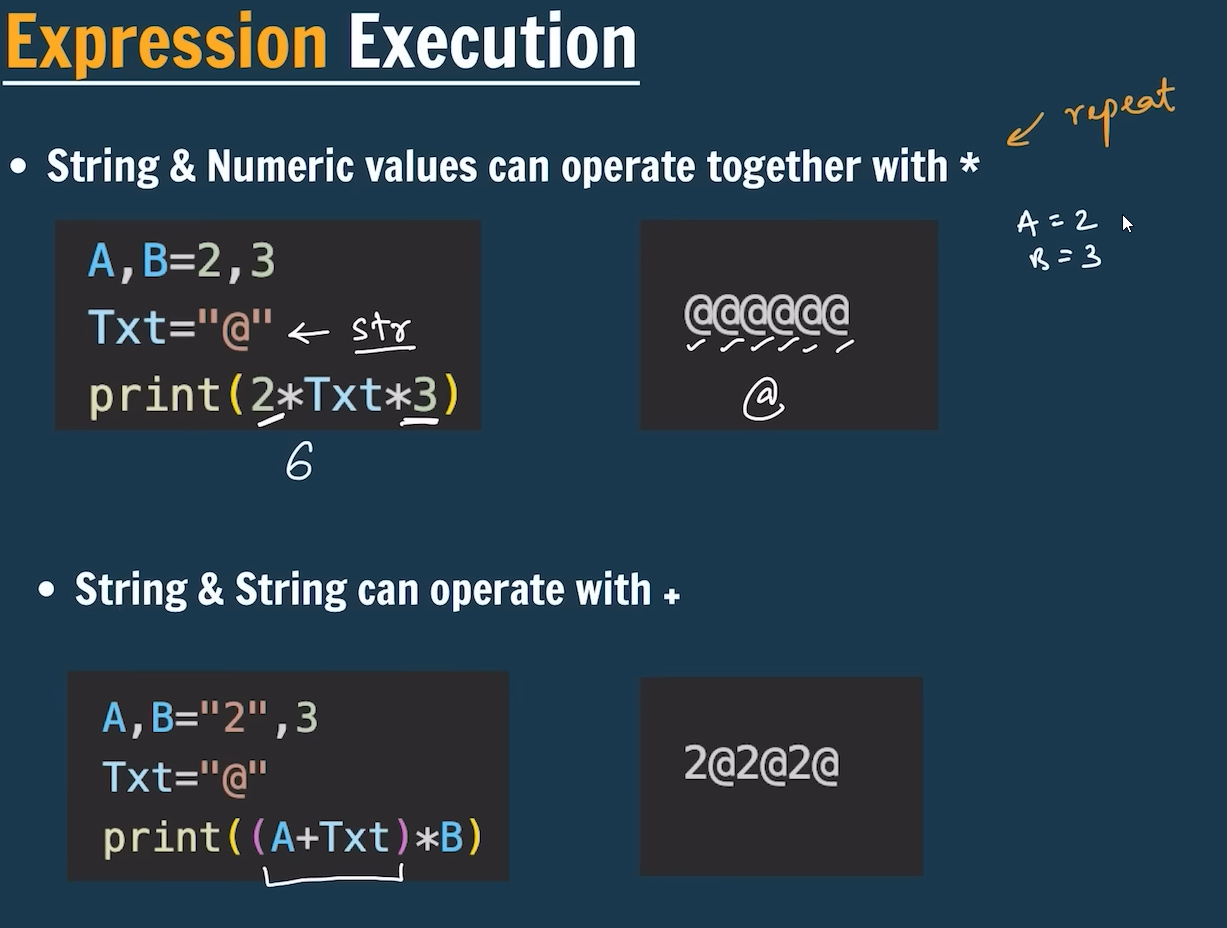 Expression Execution
repeat
• String & Numeric values can operate together with *
A = 2
B = 3
A,B=2,3
Txt="@" ← str
print(2*Txt*3)
6
@@@@@@
@
• String & String can operate with +
A,B="2",3
Txt="@"
print((A+Txt)*B)
2@2@2@